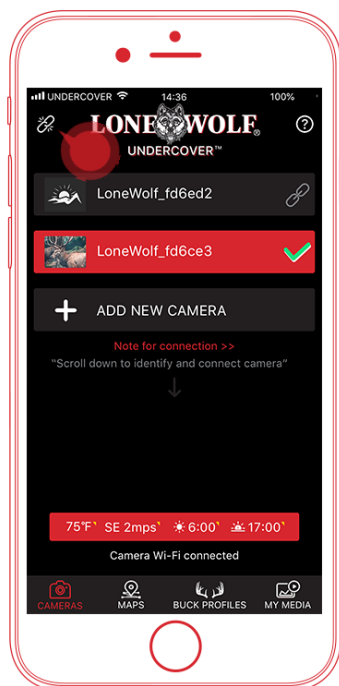 UNDERCOVER 14:36 100%
LONE WOLF®
UNDERCOVER™
LoneWolf_fd6ed2
LoneWolf_fd6ce3
ADD NEW CAMERA
Note for connection >>
"Scroll down to identify and connect camera"
75°F SE 2mps 6:00 17:00
Camera Wi-Fi connected
CAMERAS MAPS BUCK PROFILES MY MEDIA